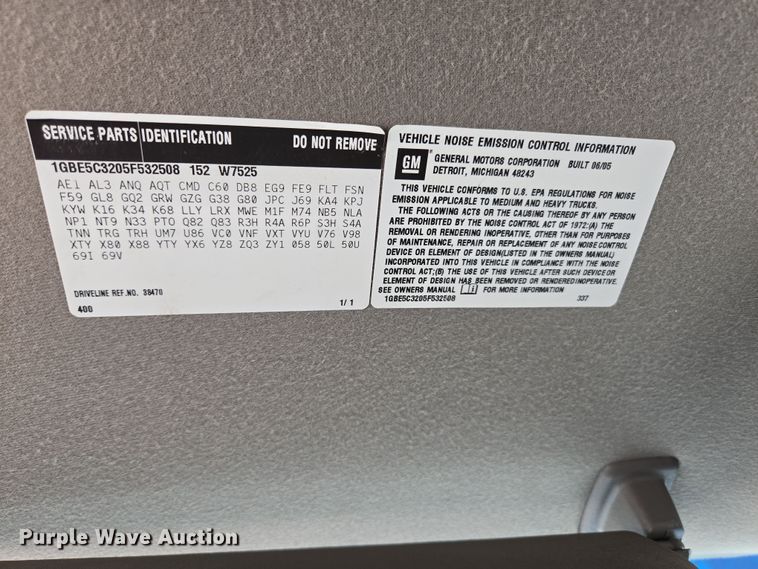 SERVICE PARTS IDENTIFICATION DO NOT REMOVE
1GBE5C3205F532508 152 W7525
AE1 AL3 ANQ AQT CMD C60 DB8 EG9 FE9 FLT FSN
F59 GL8 GQ2 GRW GZG G38 G80 JPC J69 KA4 KPJ
KYW K16 K34 K68 LLY LRX MWE M1F M74 NB5 NLA
NP1 NT9 N33 PTO Q82 Q83 R3H R4A R6P S3H S4A
TNN TRG TRH UM7 U86 VC0 VNF VXT VYU V76 V98
XTY X80 X88 YTY YX6 YZ8 ZQ3 ZY1 058 50L 50U
69I 69V
DRIVELINE REF.NO. 38470
400 1/ 1
VEHICLE NOISE EMISSION CONTROL INFORMATION
GM GENERAL MOTORS CORPORATION BUILT 06/05
DETROIT, MICHIGAN 48243
THIS VEHICLE CONFORMS TO U.S. EPA REGULATIONS FOR NOISE
EMISSION APPLICABLE TO MEDIUM AND HEAVY TRUCKS.
THE FOLLOWING ACTS OR THE CAUSING THEREOF BY ANY PERSON
ARE PROHIBITED BY THE NOISE CONTROL ACT OF 1972:(A) THE
REMOVAL OR RENDERING INOPERATIVE, OTHER THAN FOR PURPOSES
OF MAINTENANCE, REPAIR OR REPLACEMENT OF ANY NOISE CONTROL
DEVICE OR ELEMENT OF DESIGN(LISTED IN THE OWNERS MANUAL)
INCORPORATED INTO THIS VEHICLE IN COMPLIANCE WITH THE NOISE
CONTROL ACT;(B) THE USE OF THIS VEHICLE AFTER SUCH DEVICE OR
ELEMENT OF DESIGN HAS BEEN REMOVED OR RENDEREDINOPERATIVE.
SEE OWNERS MANUAL FOR MORE INFORMATION
1GBE5C3205F532508 337
Purple Wave Auction